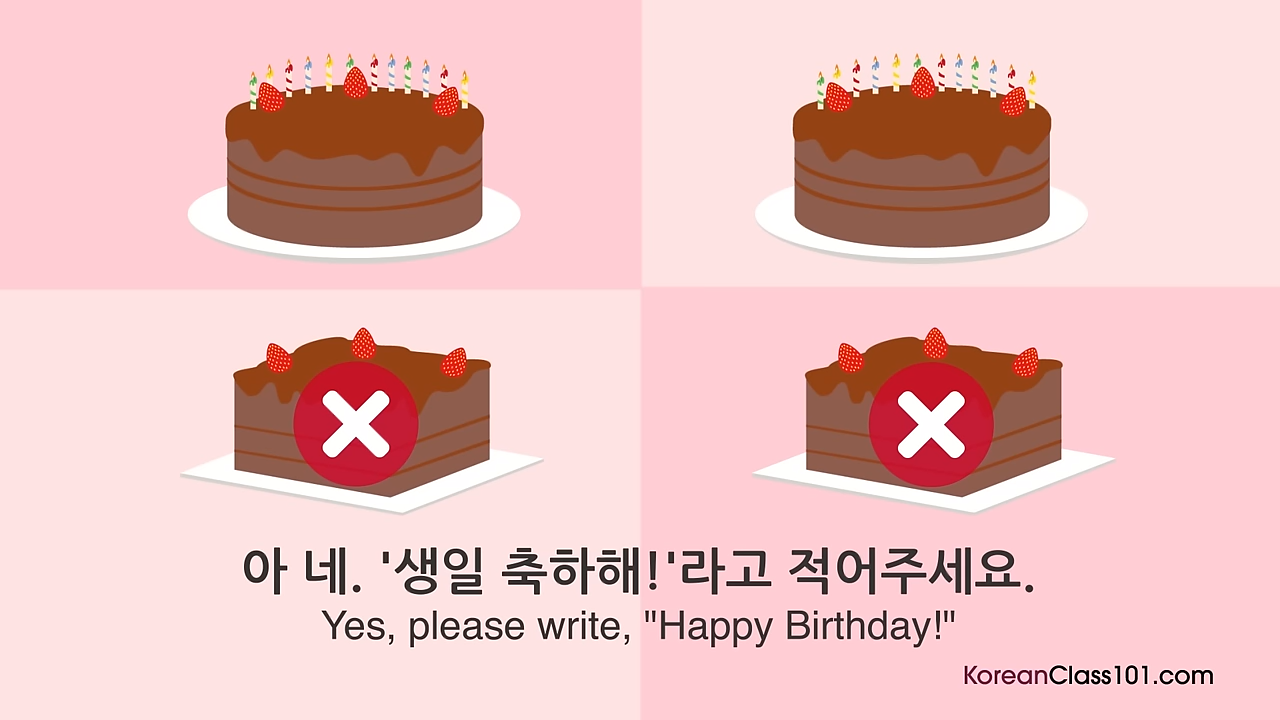 아 네. '생일 축하해!'라고 적어주세요.
Yes, please write, "Happy Birthday!"
KoreanClass101.com